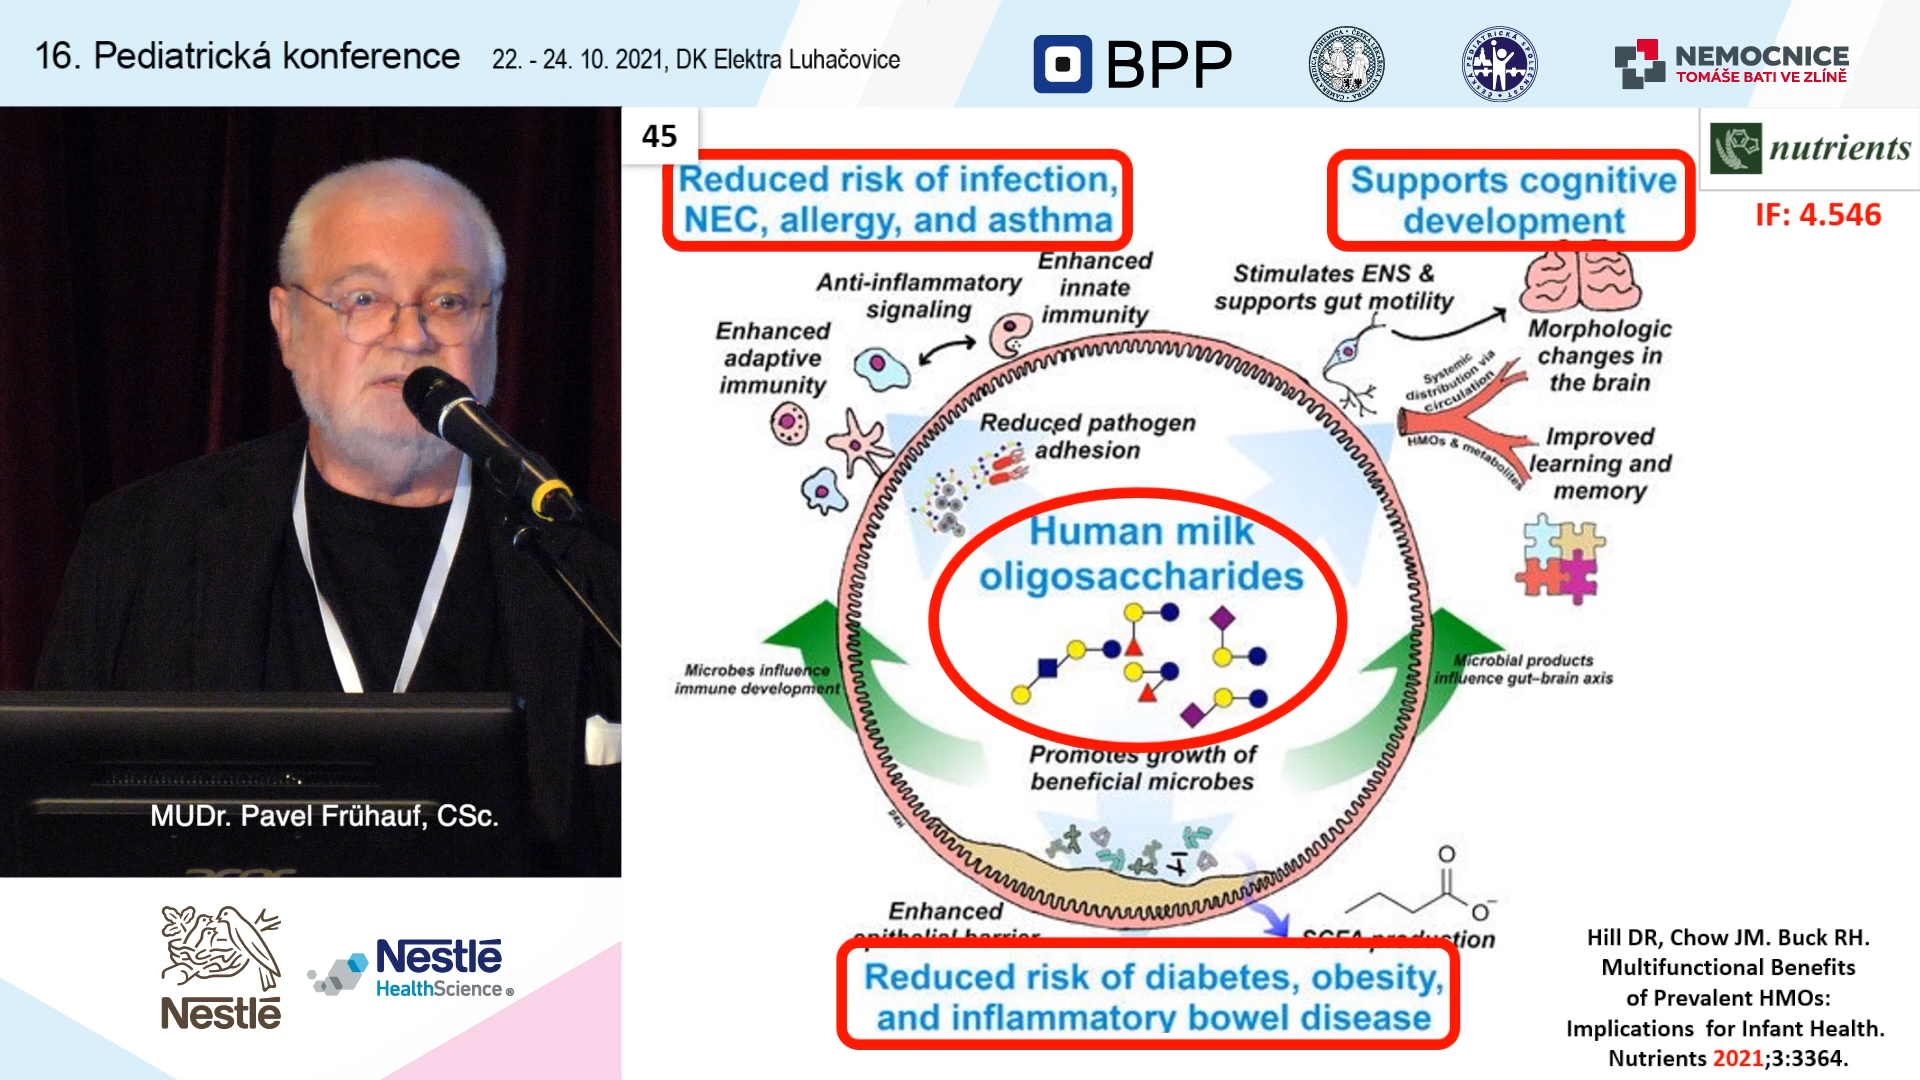 16. Pediatrická konference 22. - 24. 10. 2021, DK Elektra Luhačovice
BPP
NEMOCNICE
TOMÁŠE BATI VE ZLÍNĚ
45
nutrients
IF: 4.546
Reduced risk of infection,
NEC, allergy, and asthma
Supports cognitive
development
Anti-inflammatory
signaling
Enhanced
innate
immunity
Enhanced
adaptive
immunity
Stimulates ENS &
supports gut motility
Morphologic
changes in
the brain
Systemic
distribution via
circulation
HMOs & metabolites
Improved
learning and
memory
Reduced pathogen
adhesion
Human milk
oligosaccharides
Microbes influence
immune development
Microbial products
influence gut–brain axis
Promotes growth of
beneficial microbes
DRH
Enhanced
epithelial barrier
O
O-
SCFA production
Reduced risk of diabetes, obesity,
and inflammatory bowel disease
Hill DR, Chow JM. Buck RH.
Multifunctional Benefits
of Prevalent HMOs:
Implications for Infant Health.
Nutrients 2021;3:3364.
MUDr. Pavel Frühauf, CSc.
Nestlé
Nestlé
HealthScience®